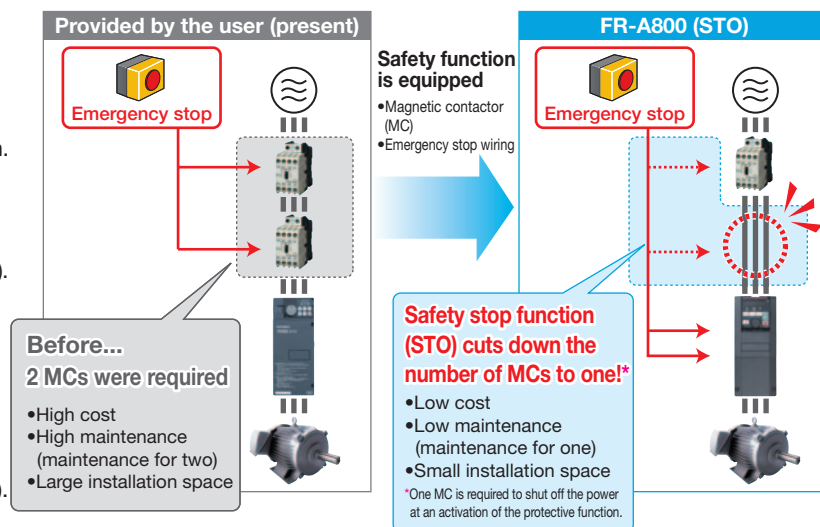 Provided by the user (present)
Emergency stop
Before...
2 MCs were required
•High cost
•High maintenance
(maintenance for two)
•Large installation space
Safety function
is equipped
•Magnetic contactor
(MC)
•Emergency stop wiring
FR-A800 (STO)
Emergency stop
Safety stop function
(STO) cuts down the
number of MCs to one!*
•Low cost
•Low maintenance
(maintenance for one)
•Small installation space
*One MC is required to shut off the power
at an activation of the protective function.